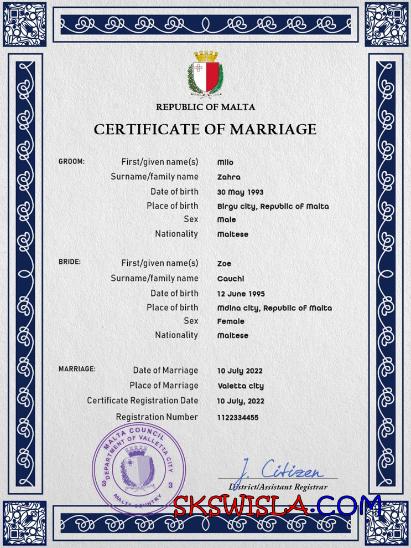 REPUBLIC OF MALTA
CERTIFICATE OF MARRIAGE
GROOM: First/given name(s) Milo
Surname/family name Zahra
Date of birth 30 May 1993
Place of birth Birgu city, Republic of Malta
Sex Male
Nationality Maltese
BRIDE: First/given name(s) Zoe
Surname/family name Cauchi
Date of birth 12 June 1995
Place of birth Mdina city, Republic of Malta
Sex Female
Nationality Maltese
MARRIAGE: Date of Marriage 10 July 2022
Place of Marriage Valetta city
Certificate Registration Date 10 July, 2022
Registration Number 1122334455
MALTA COUNCIL
DEPARTMENT OF VALLETTA CITY
3 3
MALTA COUNTRY
J. Citizen
District/Assistant Registrar
SKSWISLA.COM